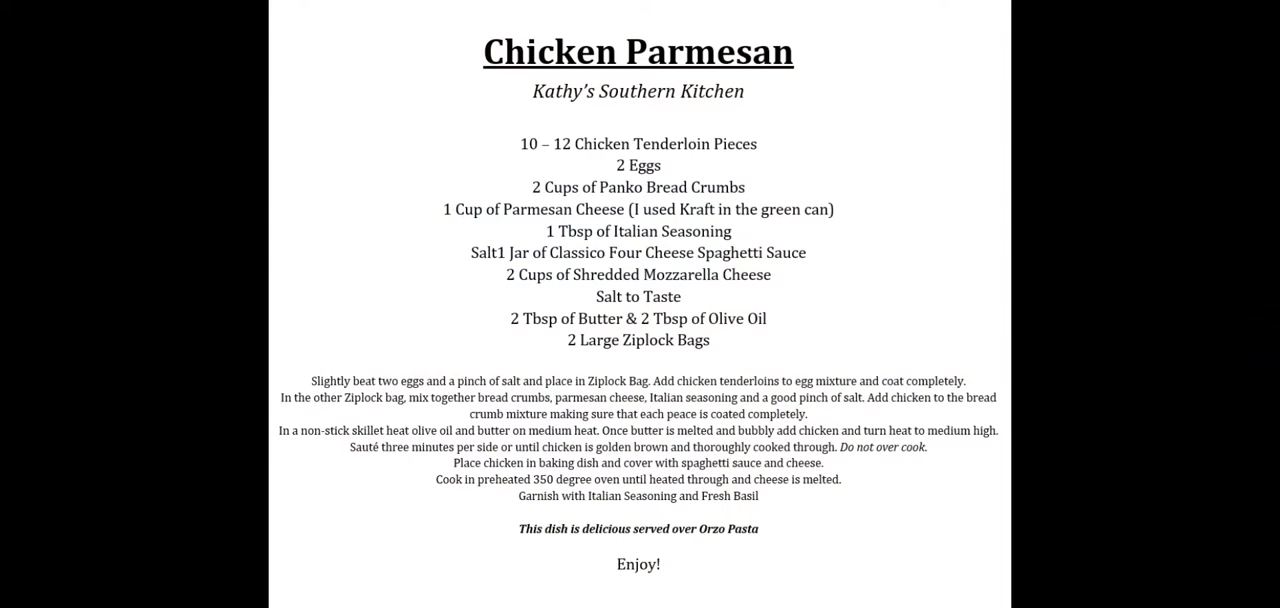 Chicken Parmesan
Kathy's Southern Kitchen
10 – 12 Chicken Tenderloin Pieces
2 Eggs
2 Cups of Panko Bread Crumbs
1 Cup of Parmesan Cheese (I used Kraft in the green can)
1 Tbsp of Italian Seasoning
Salt1 Jar of Classico Four Cheese Spaghetti Sauce
2 Cups of Shredded Mozzarella Cheese
Salt to Taste
2 Tbsp of Butter & 2 Tbsp of Olive Oil
2 Large Ziplock Bags
Slightly beat two eggs and a pinch of salt and place in Ziplock Bag. Add chicken tenderloins to egg mixture and coat completely.
In the other Ziplock bag, mix together bread crumbs, parmesan cheese, Italian seasoning and a good pinch of salt. Add chicken to the bread
crumb mixture making sure that each peace is coated completely.
In a non-stick skillet heat olive oil and butter on medium heat. Once butter is melted and bubbly add chicken and turn heat to medium high.
Sauté three minutes per side or until chicken is golden brown and thoroughly cooked through. Do not over cook.
Place chicken in baking dish and cover with spaghetti sauce and cheese.
Cook in preheated 350 degree oven until heated through and cheese is melted.
Garnish with Italian Seasoning and Fresh Basil
This dish is delicious served over Orzo Pasta
Enjoy!